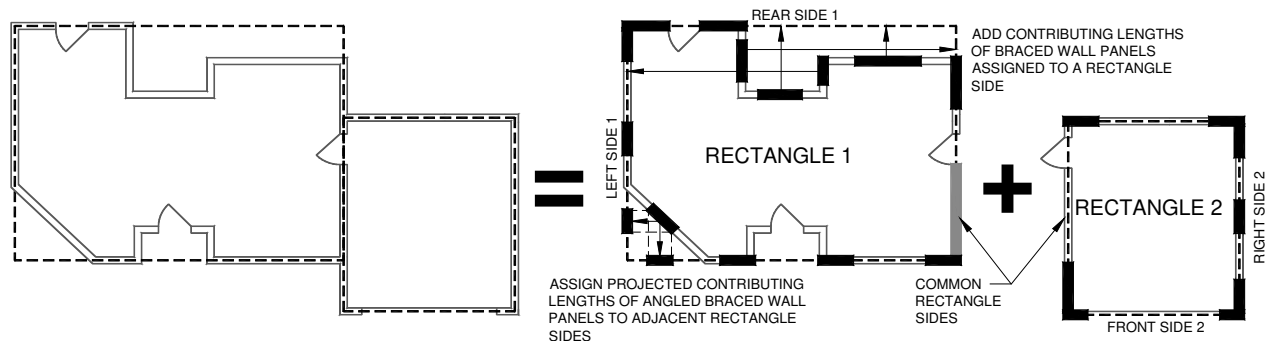 REAR SIDE 1
ADD CONTRIBUTING LENGTHS
OF BRACED WALL PANELS
ASSIGNED TO A RECTANGLE
SIDE
LEFT SIDE 1
RECTANGLE 1
RECTANGLE 2
RIGHT SIDE 2
ASSIGN PROJECTED CONTRIBUTING
LENGTHS OF ANGLED BRACED WALL
PANELS TO ADJACENT RECTANGLE
SIDES
COMMON
RECTANGLE
SIDES
FRONT SIDE 2